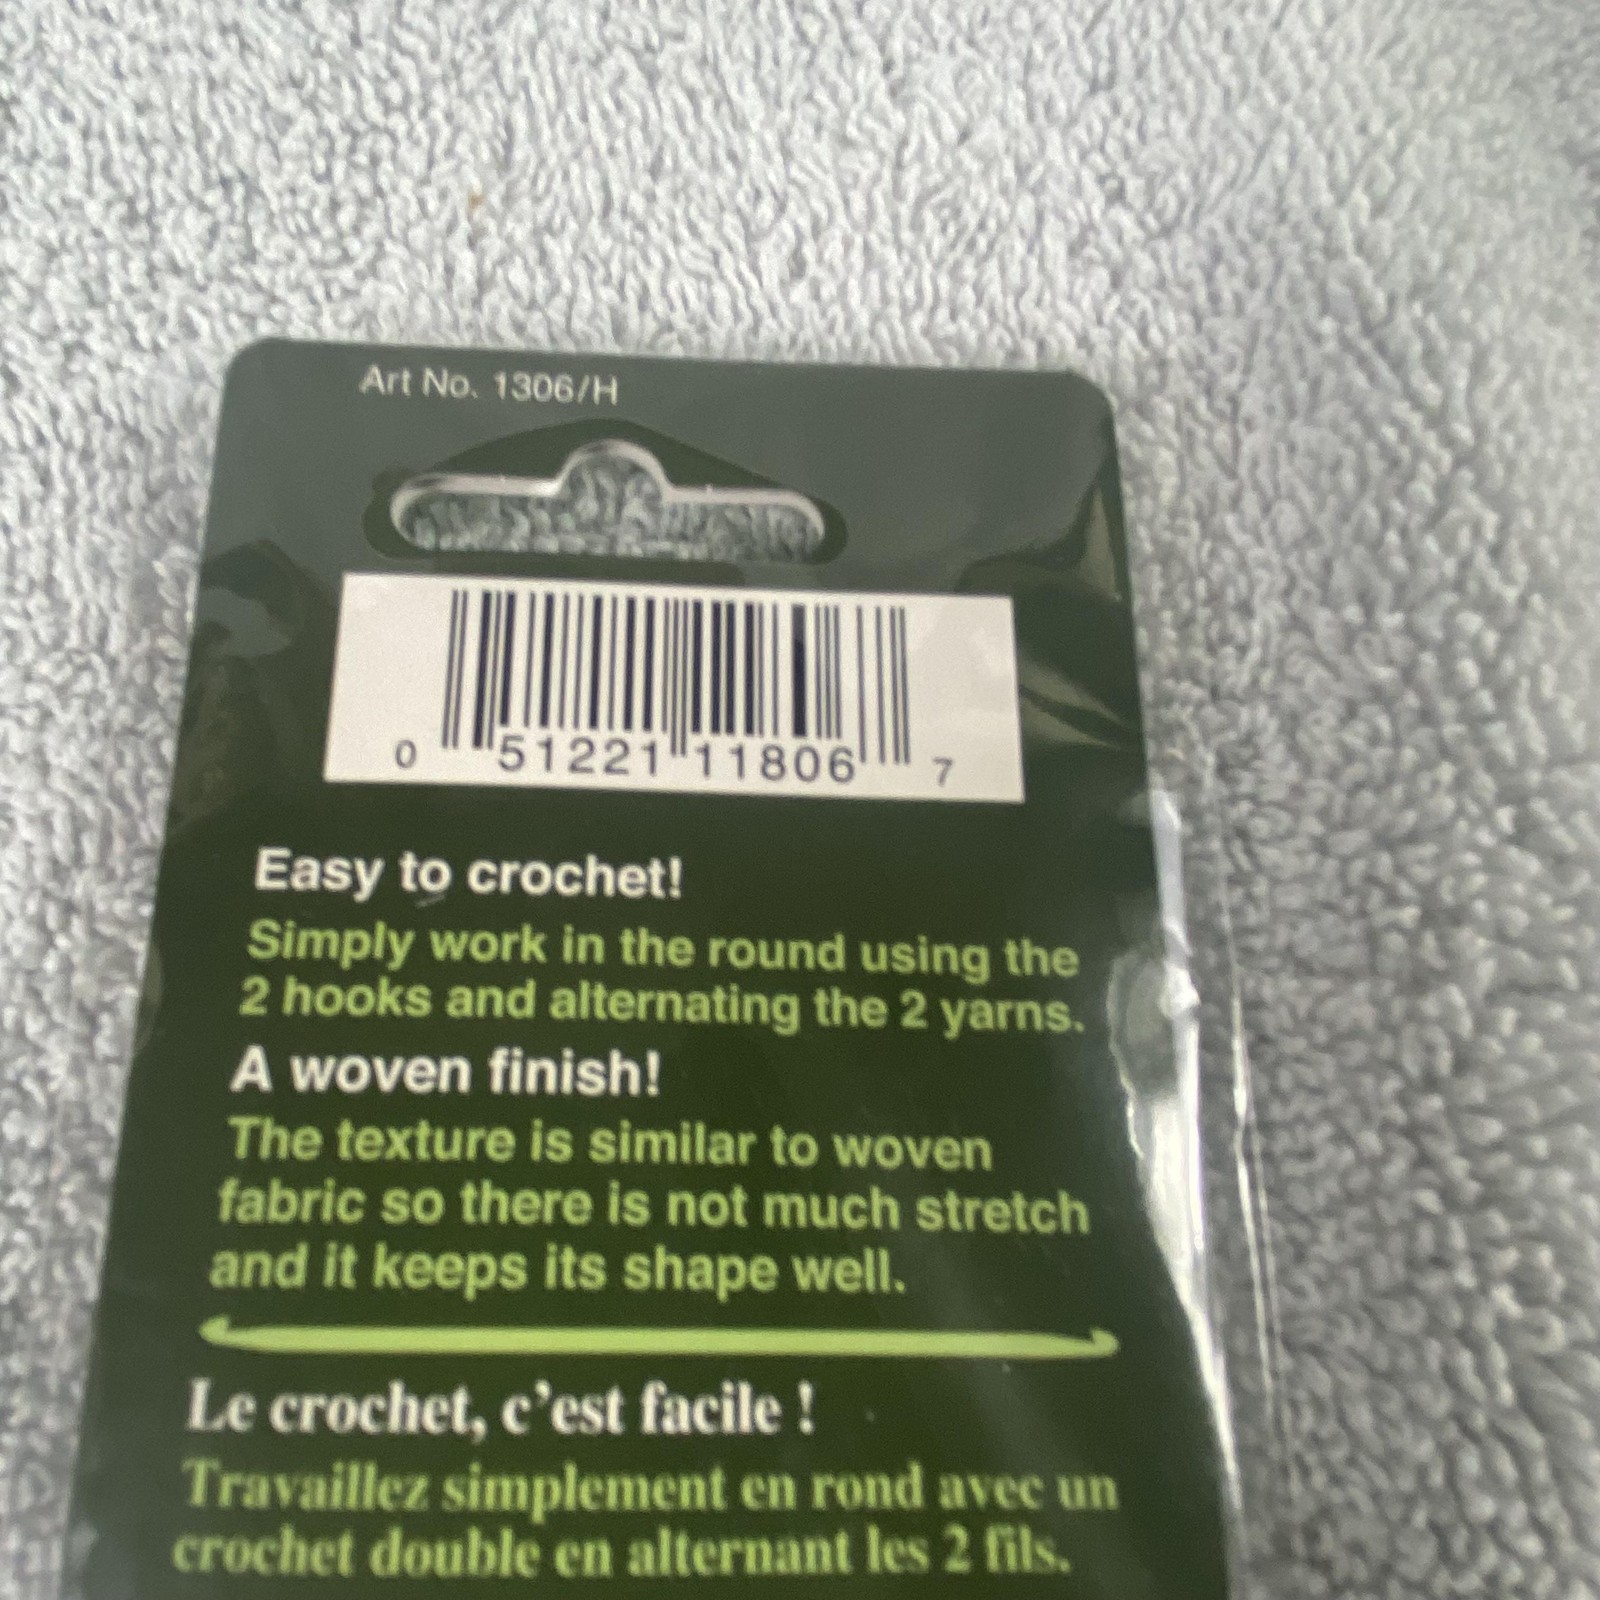 Art No. 1306/H
0 51221 11806 7
Easy to crochet!
Simply work in the round using the
2 hooks and alternating the 2 yarns.
A woven finish!
The texture is similar to woven
fabric so there is not much stretch
and it keeps its shape well.
Le crochet, c’est facile !
Travaillez simplement en rond avec un
crochet double en alternant les 2 fils.